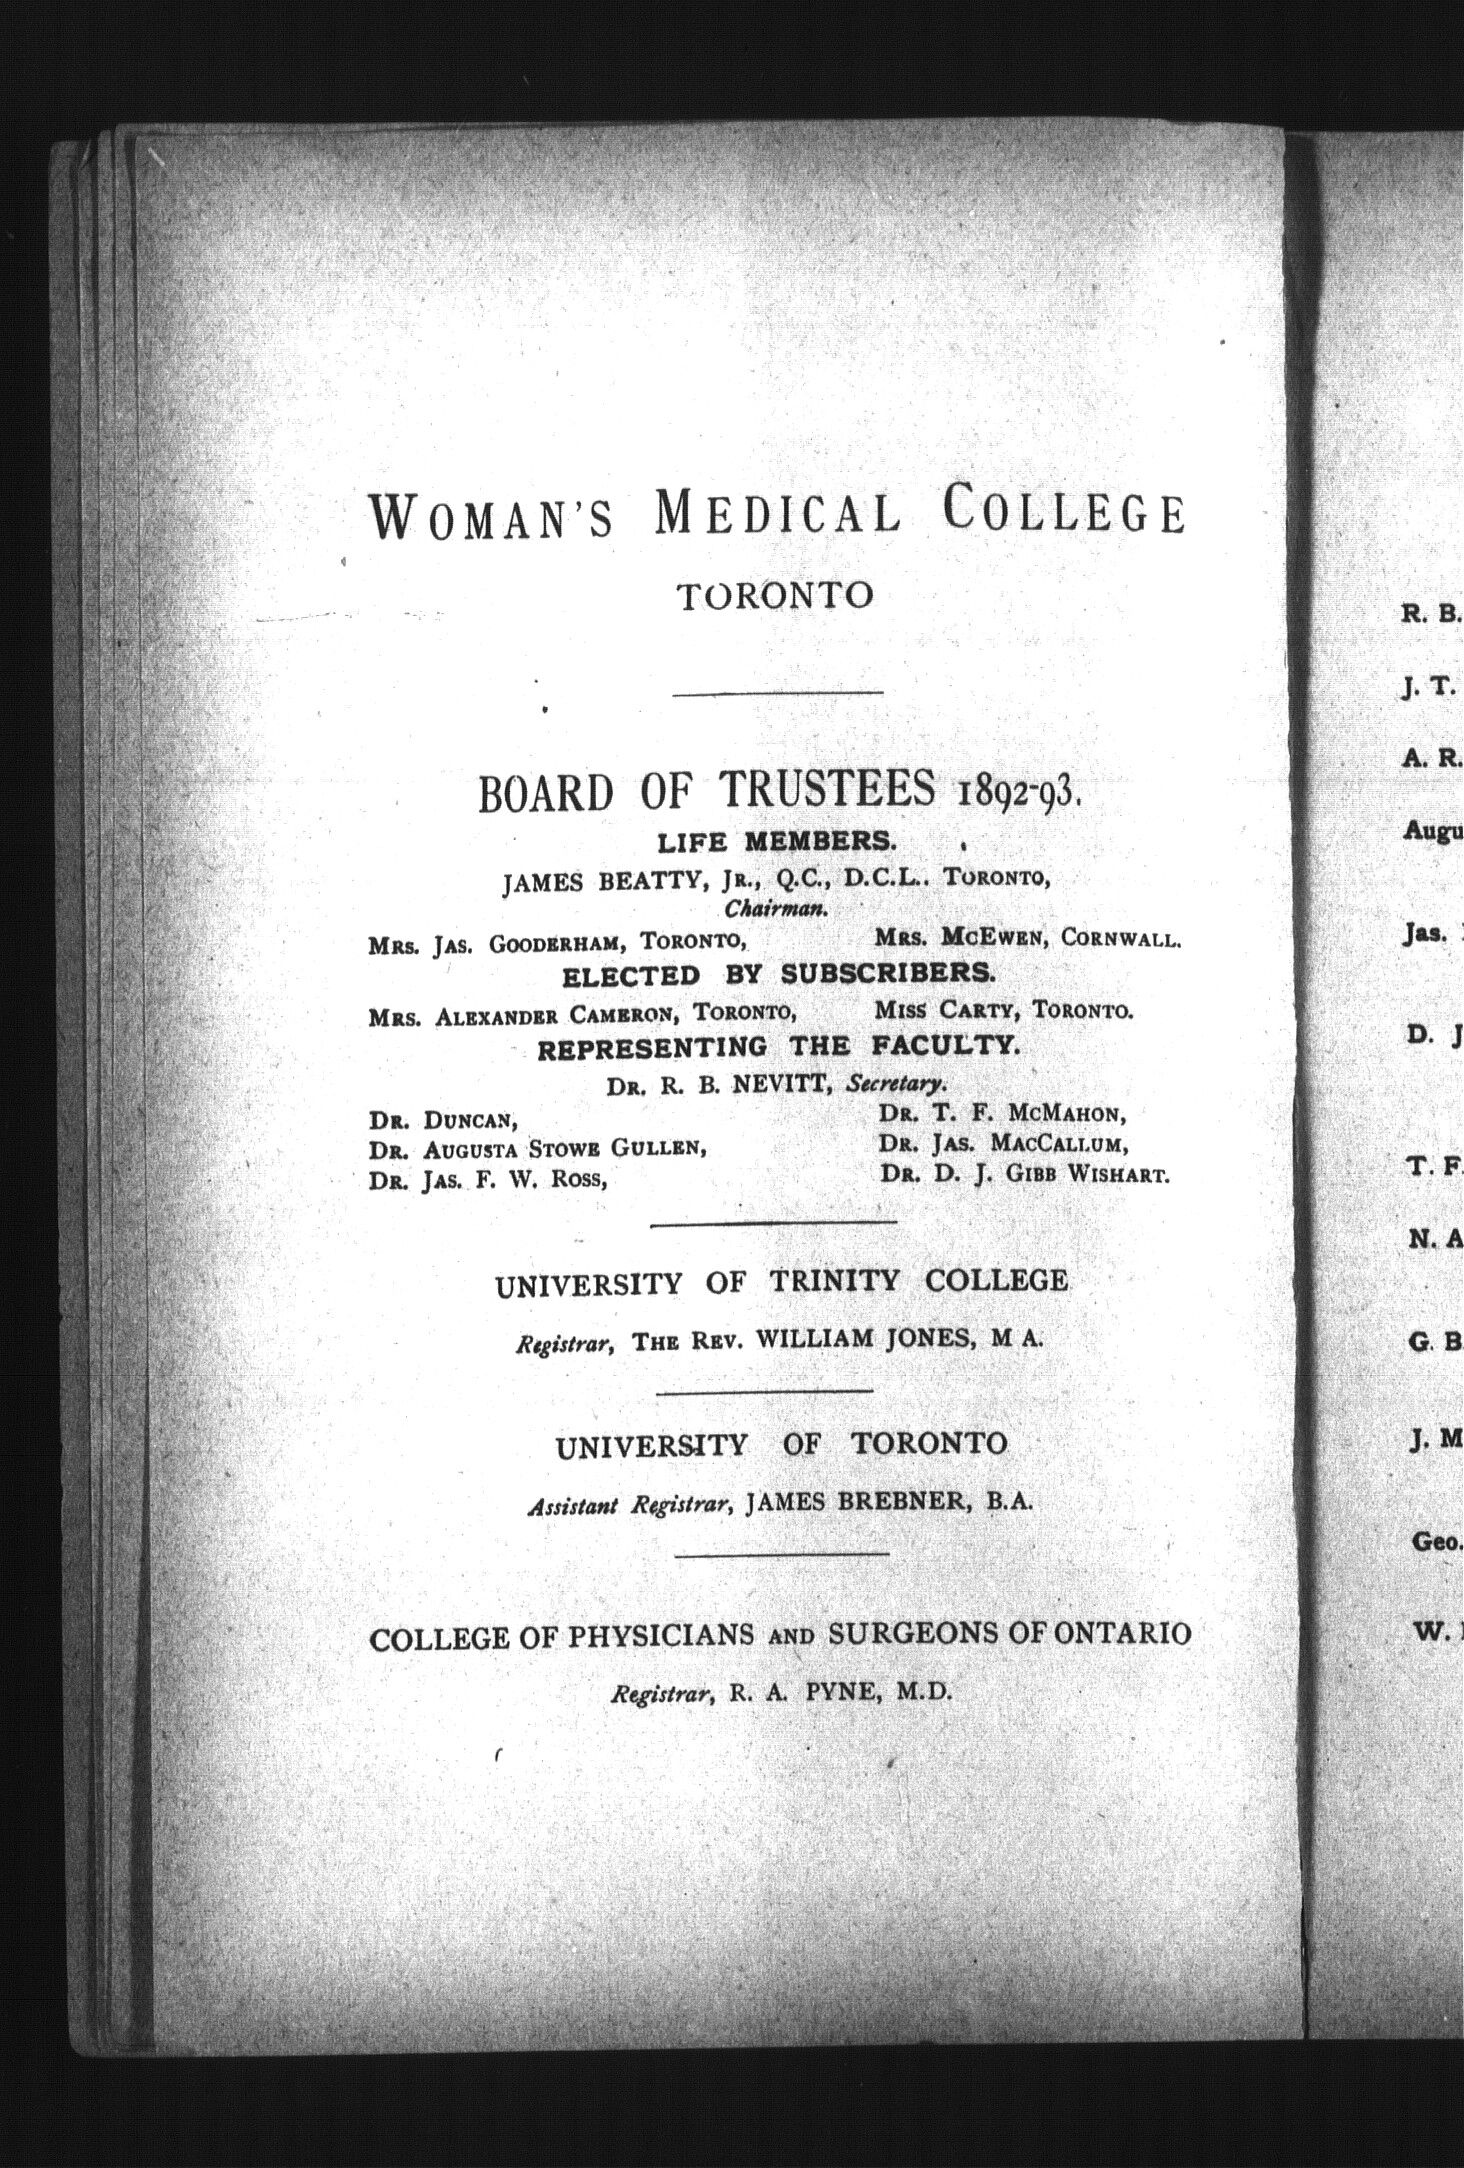 WOMAN'S MEDICAL COLLEGE
TORONTO
BOARD OF TRUSTEES 1892-93.
LIFE MEMBERS.
JAMES BEATTY, JR., Q.C., D.C.L.. TORONTO,
Chairman.
MRS. JAS. GOODERHAM, TORONTO, MRS. MCEWEN, CORNWALL.
ELECTED BY SUBSCRIBERS.
MRS. ALEXANDER CAMERON, TORONTO, MISS CARTY, TORONTO.
REPRESENTING THE FACULTY.
DR. R. B. NEVITT, Secretary.
DR. DUNCAN, DR. T. F. MCMAHON,
DR. AUGUSTA STOWE GULLEN, DR. JAS. MACCALLUM,
DR. JAS. F. W. ROSS, DR. D. J. GIBB WISHART.
UNIVERSITY OF TRINITY COLLEGE
Registrar, THE REV. WILLIAM JONES, M A.
UNIVERSITY OF TORONTO
Assistant Registrar, JAMES BREBNER, B.A.
COLLEGE OF PHYSICIANS AND SURGEONS OF ONTARIO
Registrar, R. A. PYNE, M.D.
R. B.
J. T.
A. R.
Augu
Jas.
D. J
T. F.
N. A
G. B
J. M
Geo.
W.